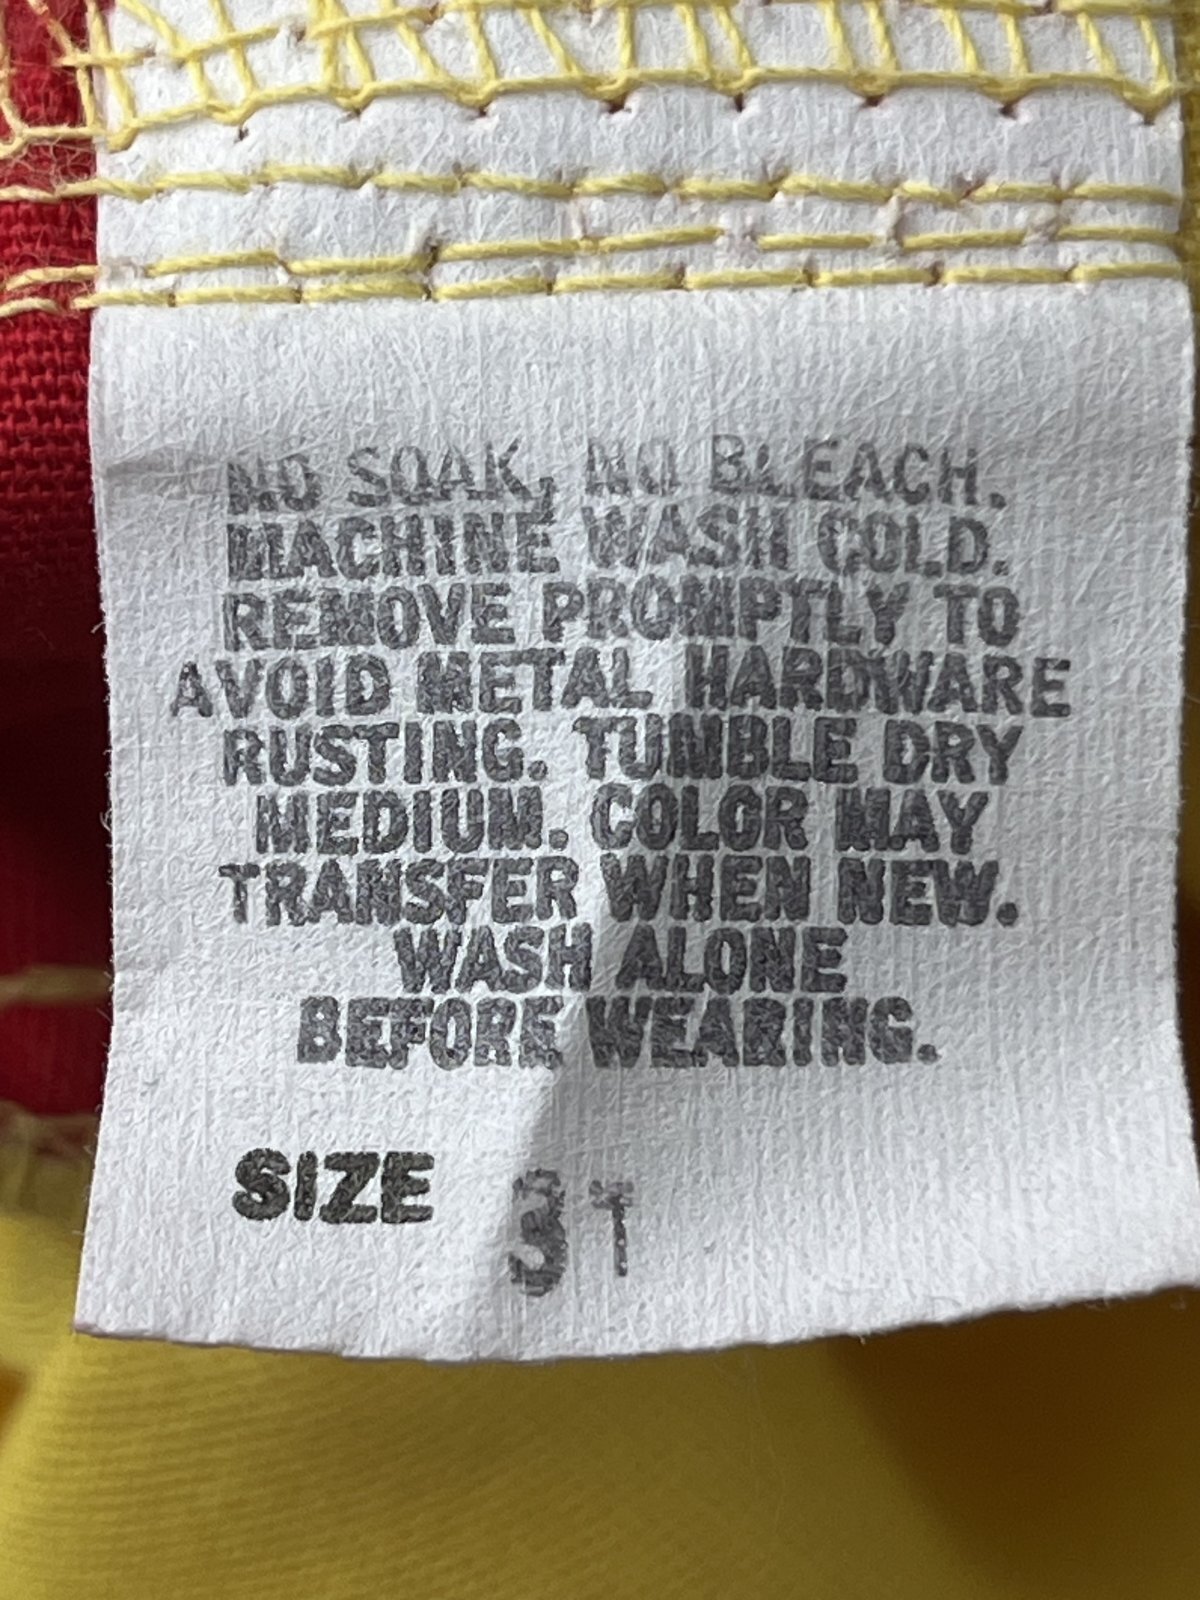 NO SOAK, NO BLEACH.
MACHINE WASH COLD.
REMOVE PROMPTLY TO
AVOID METAL HARDWARE
RUSTING. TUMBLE DRY
MEDIUM. COLOR MAY
TRANSFER WHEN NEW.
WASH ALONE
BEFORE WEARING.
SIZE 3T